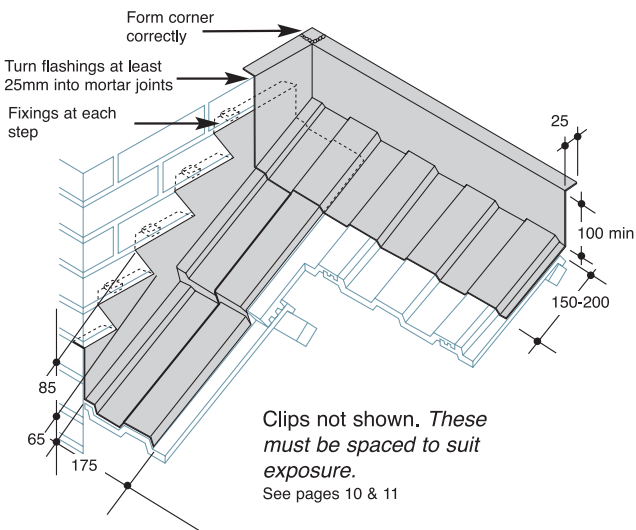 Form corner
correctly
Turn flashings at least
25mm into mortar joints
Fixings at each
step
25
100 min
150-200
85
65
175
Clips not shown. These
must be spaced to suit
exposure.
See pages 10 & 11